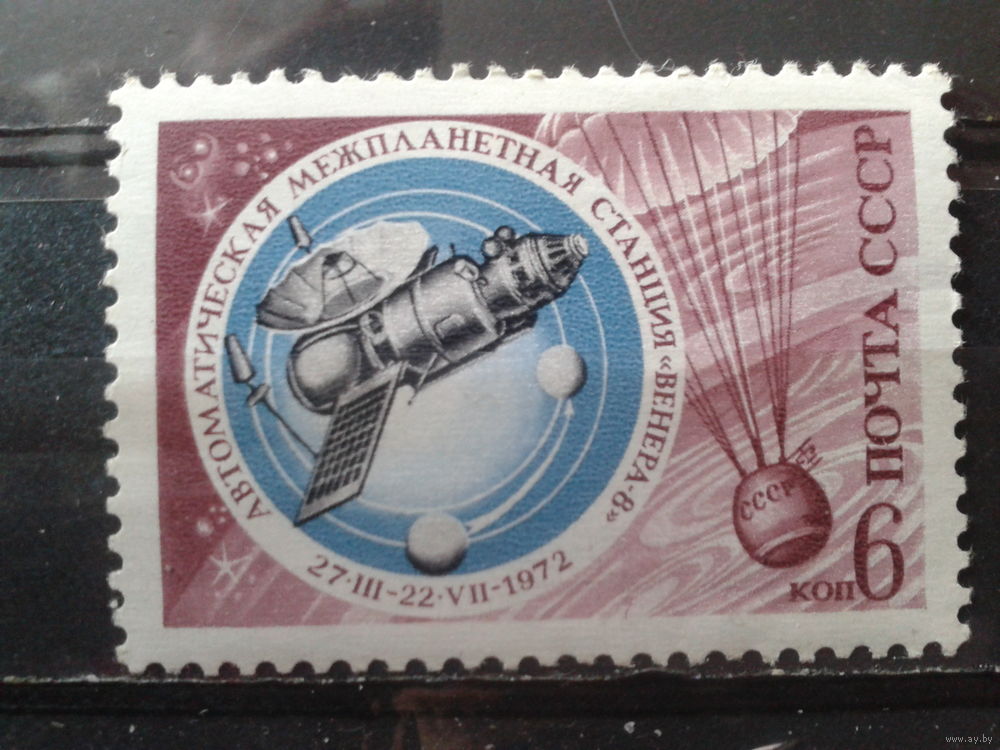 АВТОМАТИЧЕСКАЯ МЕЖПЛАНЕТНАЯ СТАНЦИЯ «ВЕНЕРА-8»
27·III-22·VII-1972
ПОЧТА СССР
СССР
6 КОП
www.ay.by